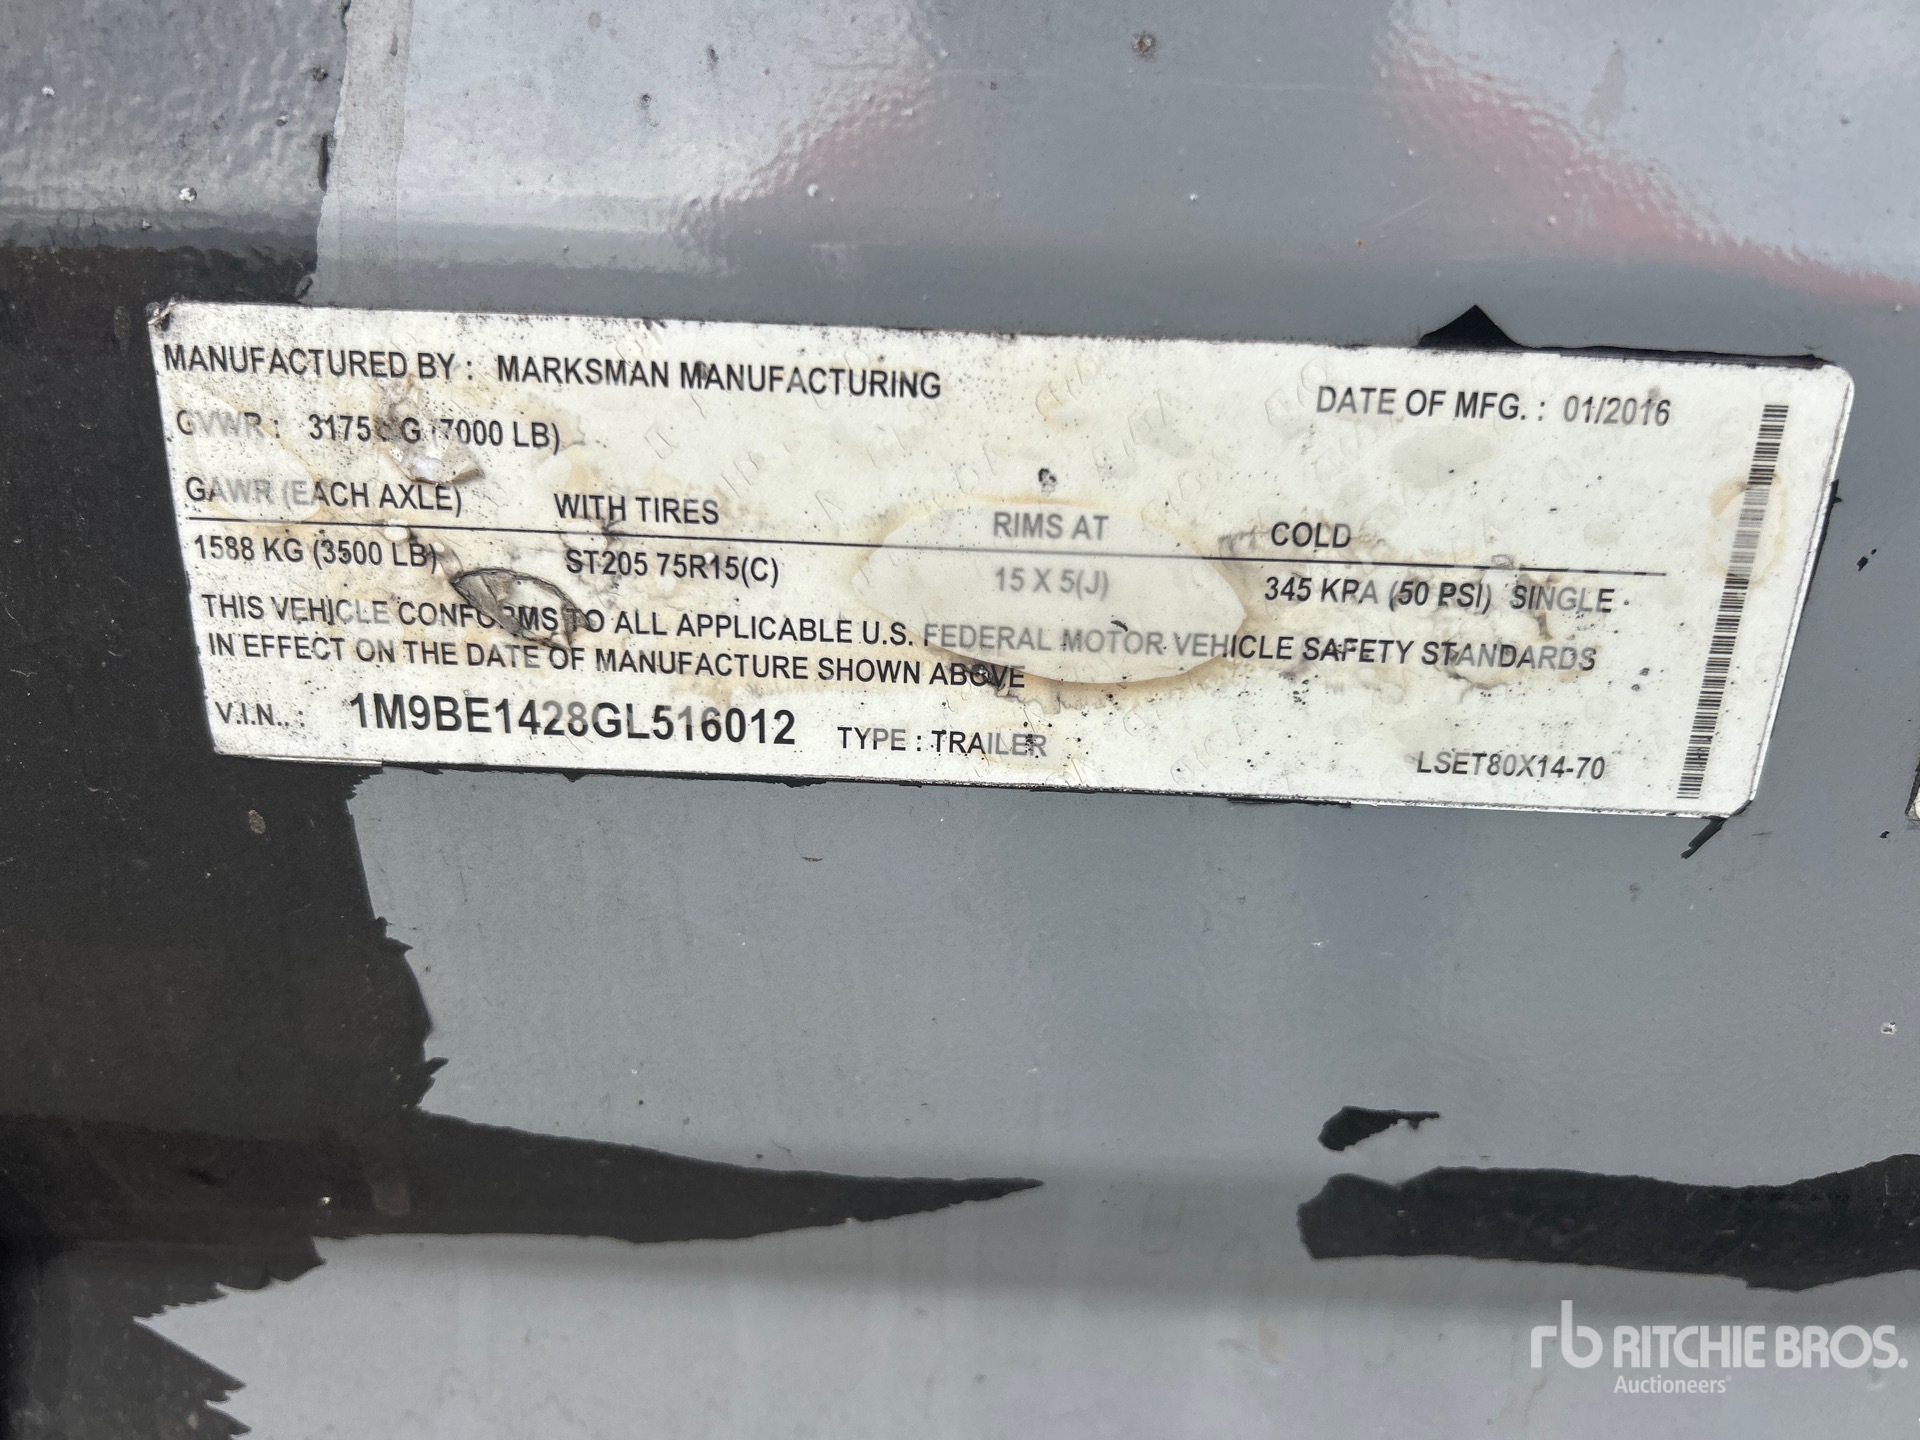 MANUFACTURED BY : MARKSMAN MANUFACTURING
DATE OF MFG. : 01/2016
GVWR : 3175 KG (7000 LB)
GAWR (EACH AXLE) WITH TIRES RIMS AT COLD
1588 KG (3500 LB) ST205 75R15(C) 15 X 5(J) 345 KPA (50 PSI) SINGLE
THIS VEHICLE CONFORMS TO ALL APPLICABLE U.S. FEDERAL MOTOR VEHICLE SAFETY STANDARDS
IN EFFECT ON THE DATE OF MANUFACTURE SHOWN ABOVE
V.I.N.. : 1M9BE1428GL516012 TYPE : TRAILER LSET80X14-70
rb RITCHIE BROS.
Auctioneers